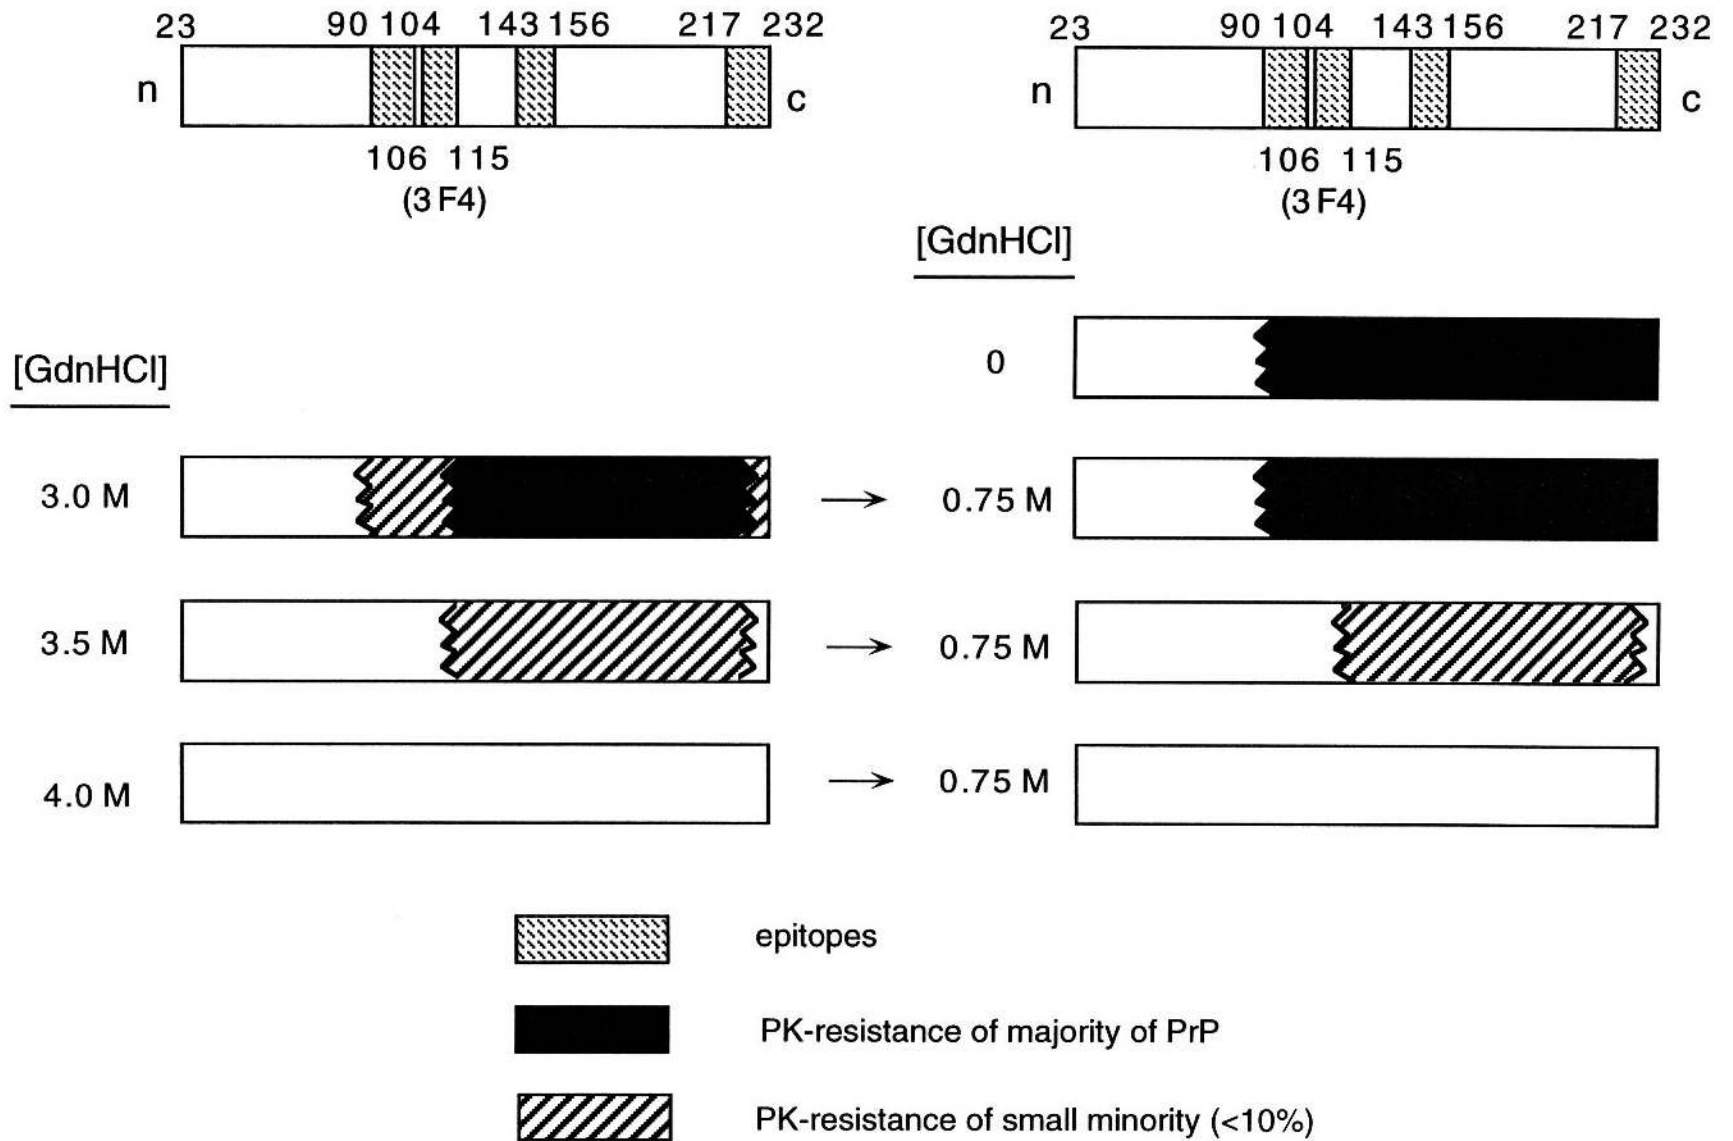 23 90 104 143 156 217 232
n c
106 115
(3F4)
23 90 104 143 156 217 232
n c
106 115
(3F4)
[GdnHCl]
0
[GdnHCl]
3.0 M → 0.75 M
3.5 M → 0.75 M
4.0 M → 0.75 M
epitopes
PK-resistance of majority of PrP
PK-resistance of small minority (<10%)